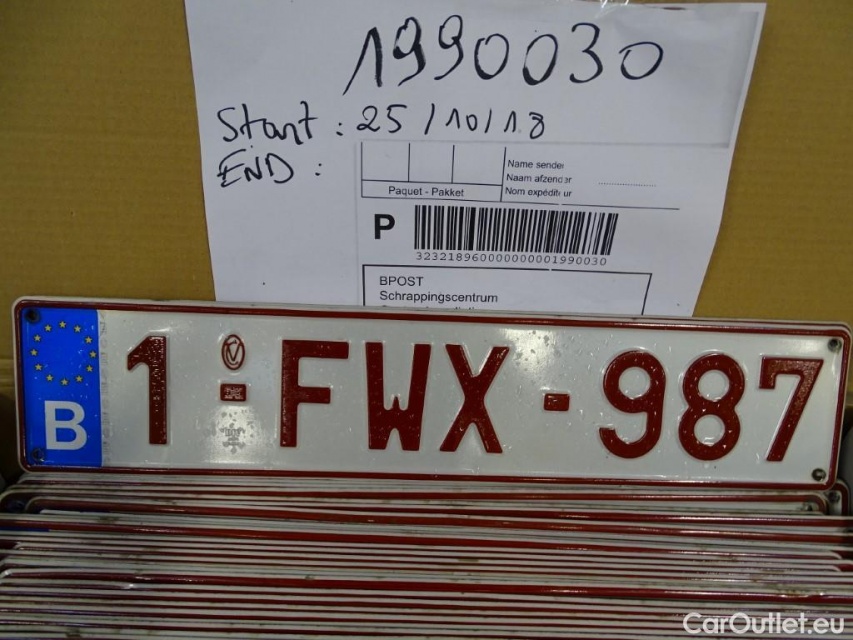 1990030
Start: 25/10/18
END:
Name sender
Naam afzender
Nom expéditeur
Paquet - Pakket
P
323218960000000001990030
BPOST
Schrappingscentrum
B 1-FWX-987
CarOutlet.eu